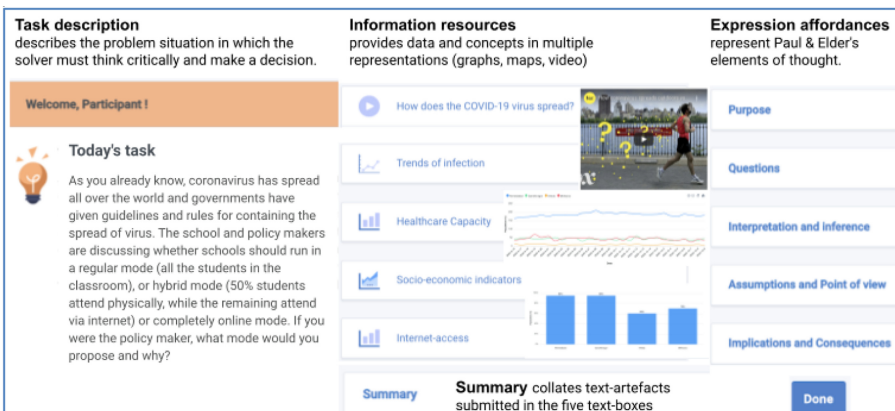 Task description
describes the problem situation in which the
solver must think critically and make a decision.
Welcome, Participant !
Today's task
As you already know, coronavirus has spread
all over the world and governments have
given guidelines and rules for containing the
spread of virus. The school and policy makers
are discussing whether schools should run in
a regular mode (all the students in the
classroom), or hybrid mode (50% students
attend physically, while the remaining attend
via internet) or completely online mode. If you
were the policy maker, what mode would you
propose and why?
Information resources
provides data and concepts in multiple
representations (graphs, maps, video)
How does the COVID-19 virus spread?
Trends of infection
Healthcare Capacity
Socio-economic indicators
Internet-access
Summary
Summary collates text-artefacts
submitted in the five text-boxes
Expression affordances
represent Paul & Elder's
elements of thought.
Purpose
Questions
Interpretation and Inference
Assumptions and Point of view
Implications and Consequences
Done